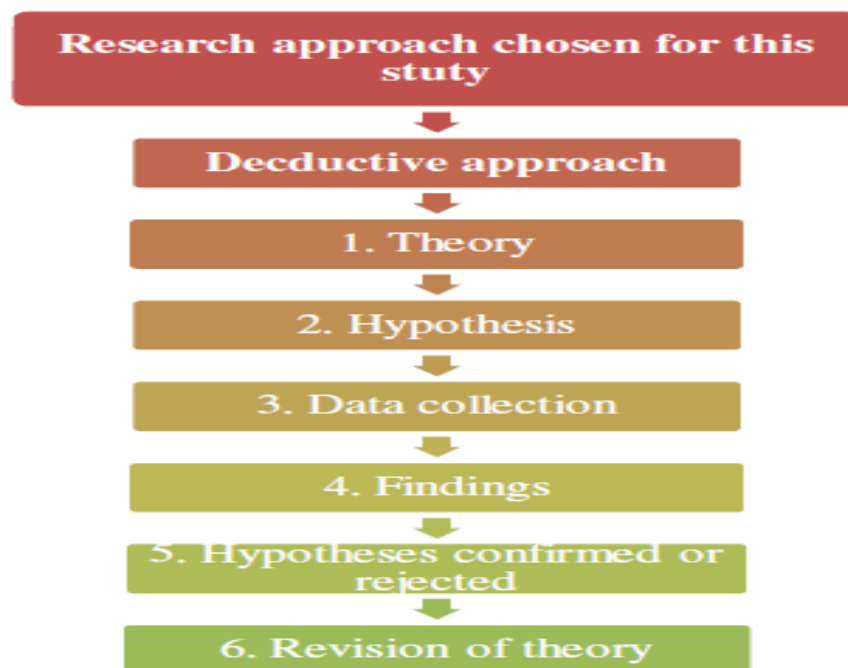 Research approach chosen for this
stuty
Decductive approach
1. Theory
2. Hypothesis
3. Data collection
4. Findings
5. Hypotheses confirmed or
rejected
6. Revision of theory